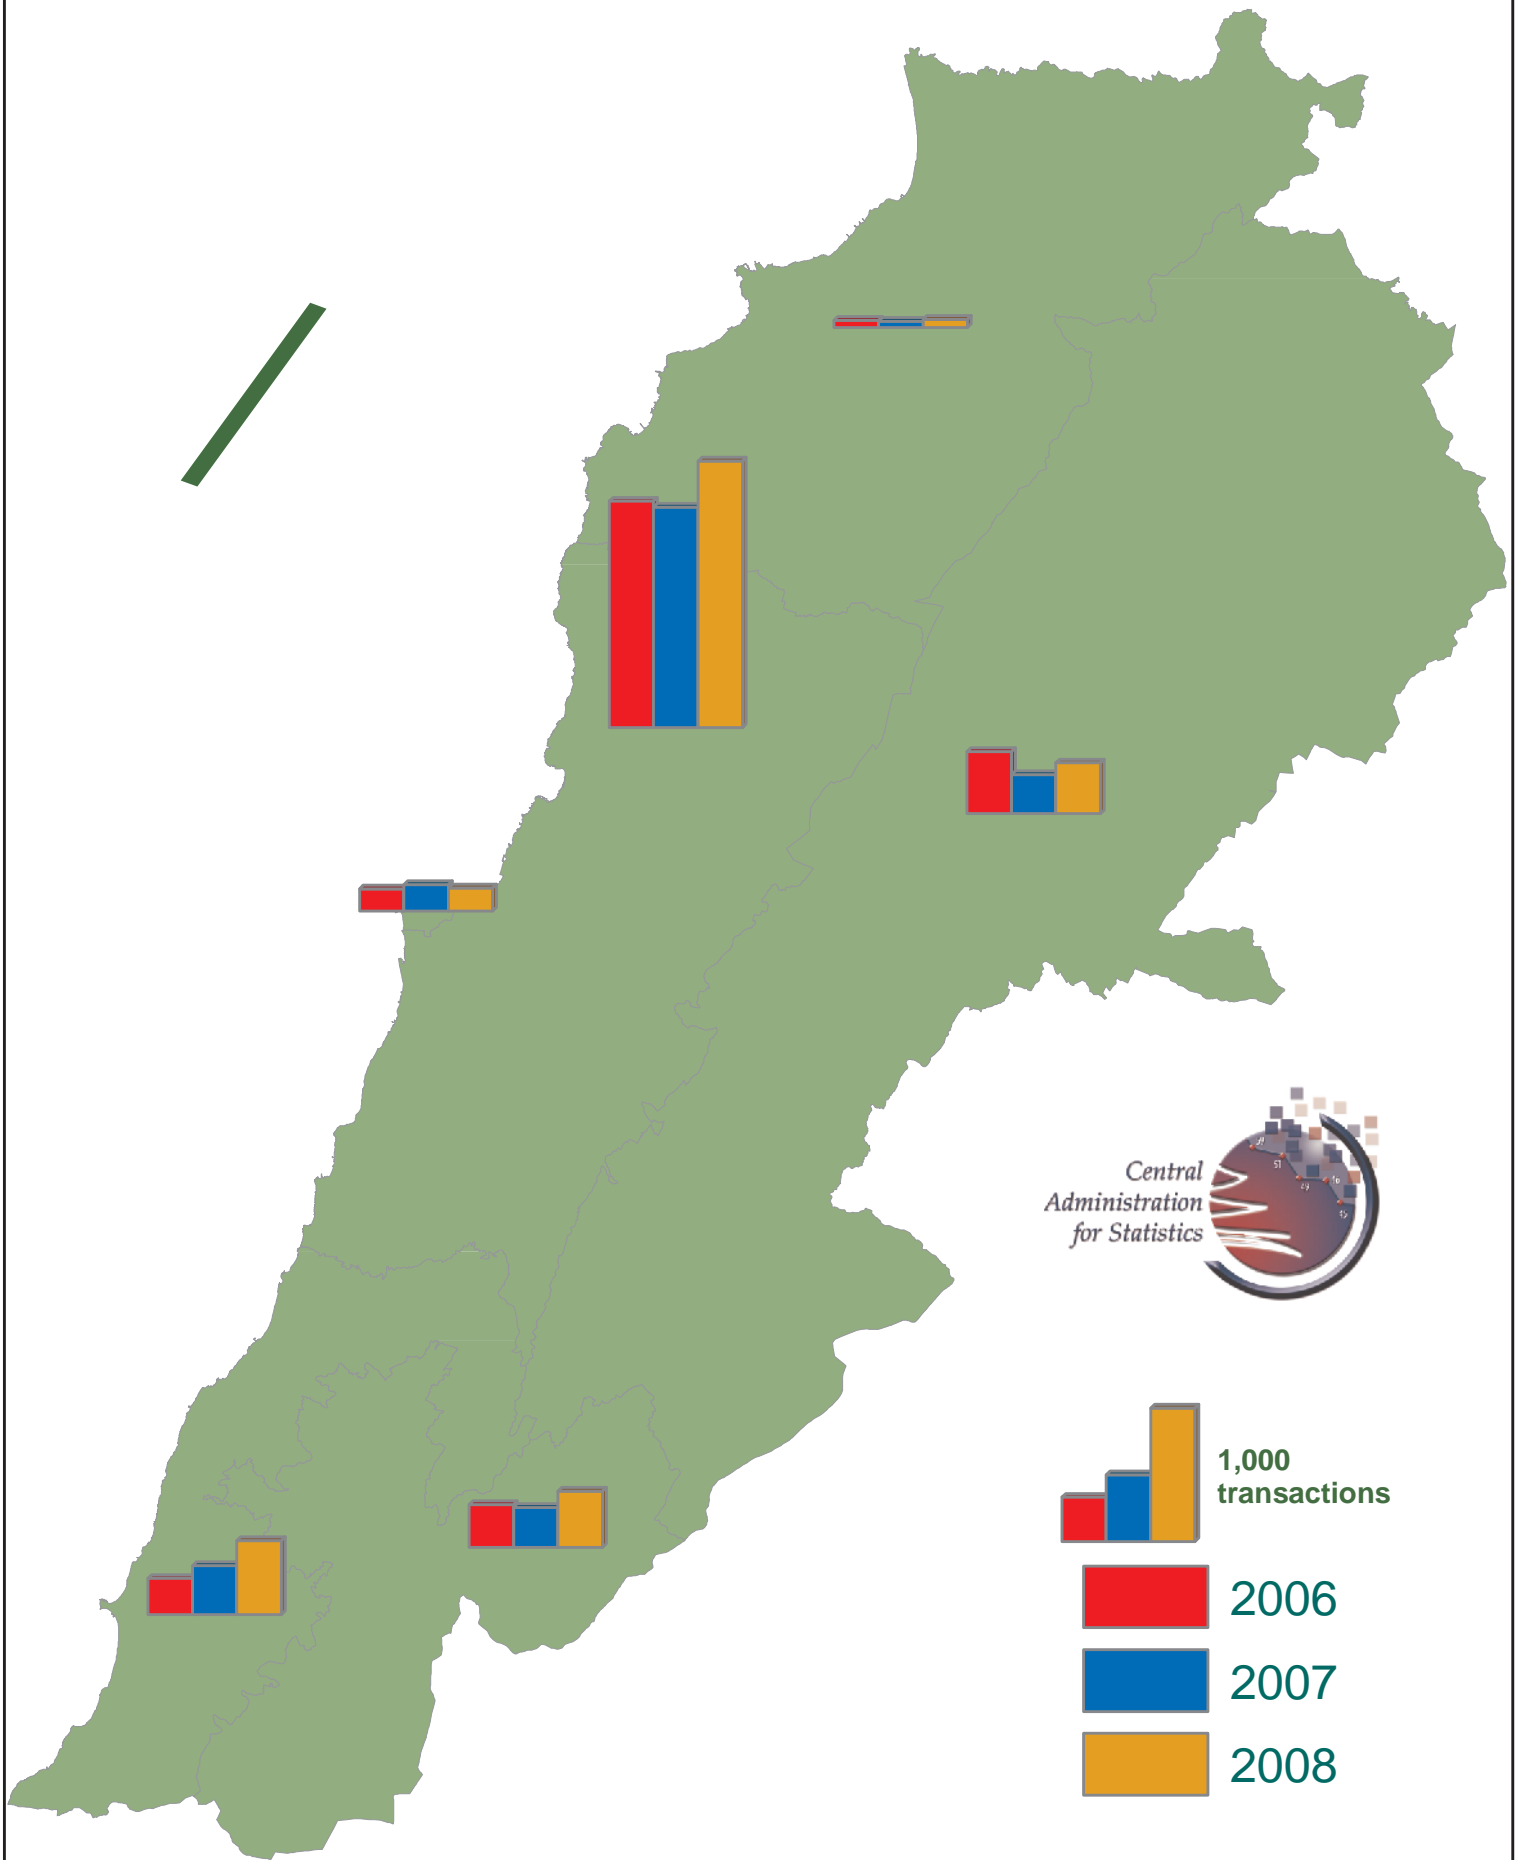 Central
Administration
for Statistics
1,000
transactions
2006
2007
2008